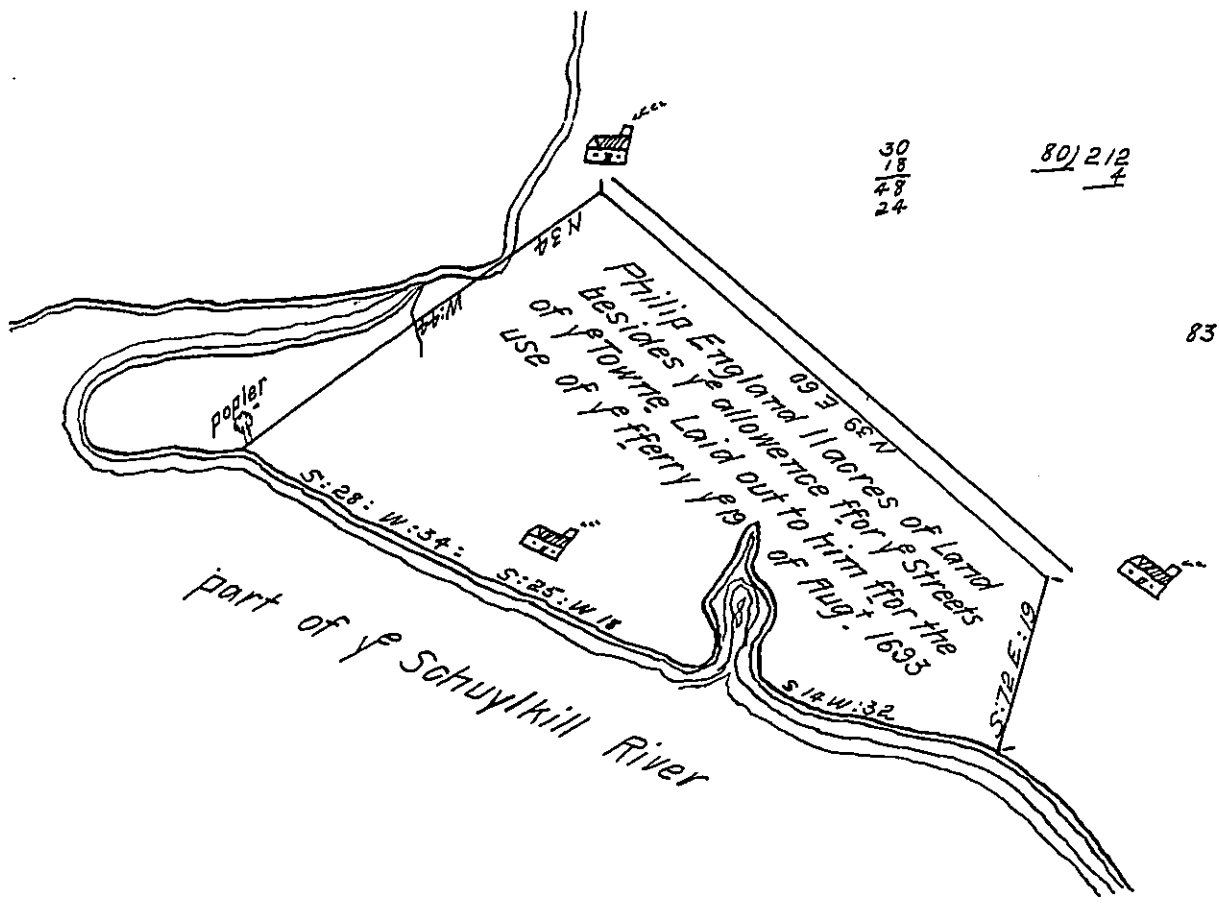 30
18
48
24
80) 212
4
83
N 34
W:44
popler
N 39 E 60
Philip England 11 acres of Land
besides yᵉ allowence ffor yᵉ Streets
of yᵉ Towne Laid out to him ffor the
use of yᵉ fferry yᵉ 19 of Augᵗ. 1693
S:28: W:34:
S:25: W 18
S 14 W:32
S:72 E:19
part of yᵉ Schuylkill River